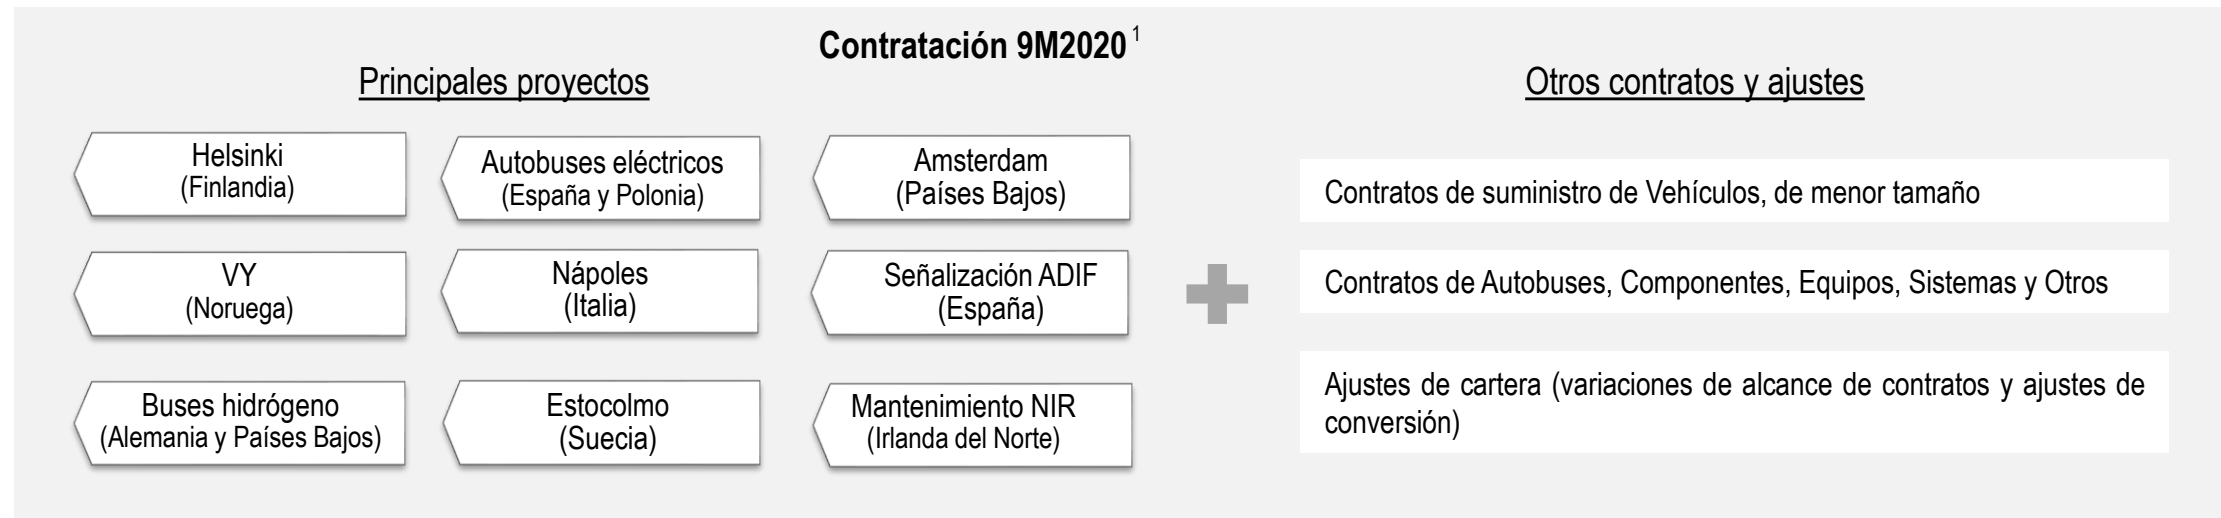 Contratación 9M2020 1
Principales proyectos
Helsinki
(Finlandia)
Autobuses eléctricos
(España y Polonia)
Amsterdam
(Países Bajos)
VY
(Noruega)
Nápoles
(Italia)
Señalización ADIF
(España)
Buses hidrógeno
(Alemania y Países Bajos)
Estocolmo
(Suecia)
Mantenimiento NIR
(Irlanda del Norte)
Otros contratos y ajustes
Contratos de suministro de Vehículos, de menor tamaño
Contratos de Autobuses, Componentes, Equipos, Sistemas y Otros
Ajustes de cartera (variaciones de alcance de contratos y ajustes de
conversión)